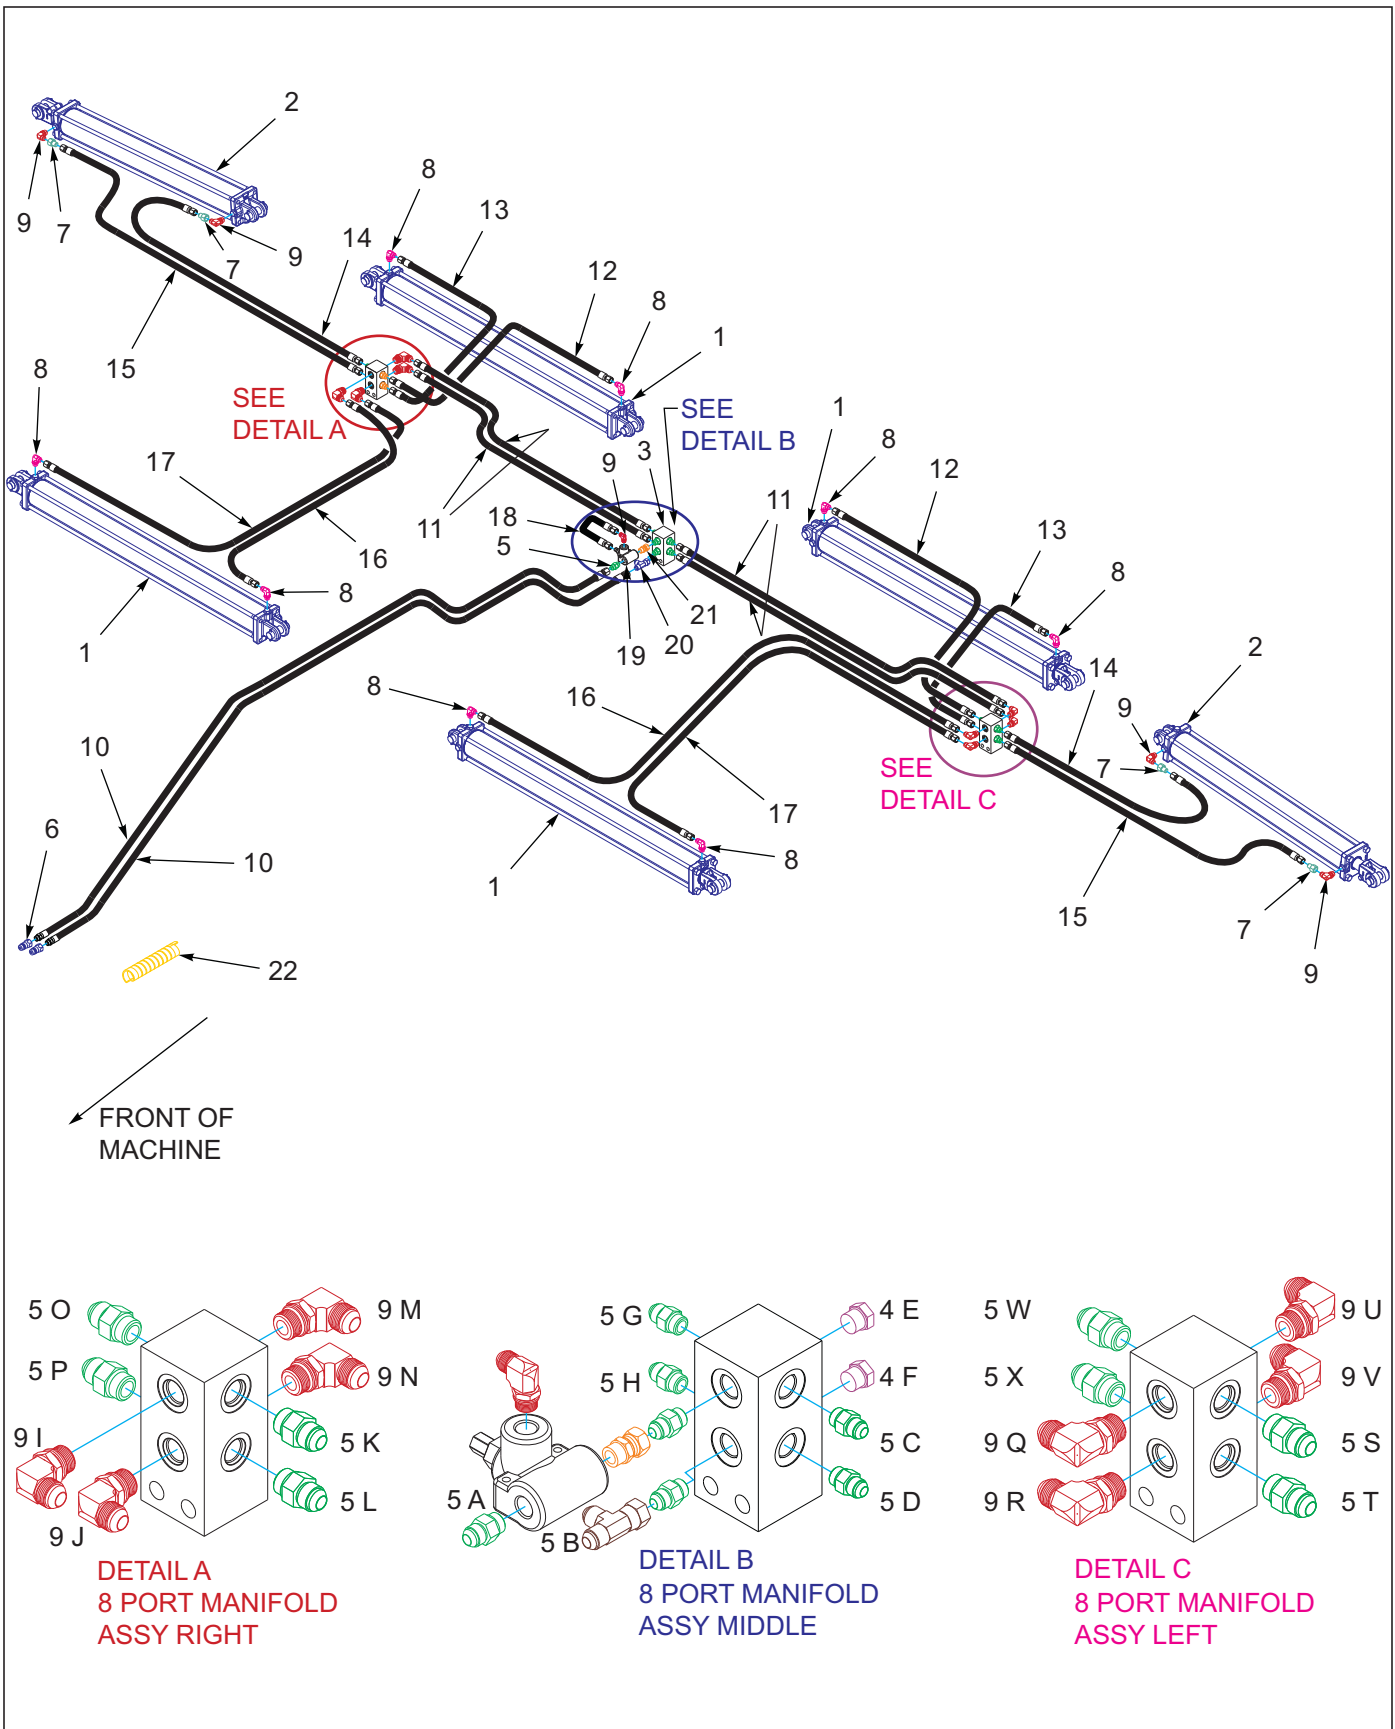 2
9
7
7
9
8
13
14
12
8
1
15
8
SEE
DETAIL A
SEE
DETAIL B
17
16
11
9
3
18
5
8
1
19
20
21
11
1
8
12
13
8
14
2
9
7
8
16
17
SEE
DETAIL C
10
10
6
1
8
15
7
9
22
FRONT OF
MACHINE
5 O
5 P
9 I
9 J
9 M
9 N
5 K
5 L
DETAIL A
8 PORT MANIFOLD
ASSY RIGHT
5 G
5 H
5 A
5 B
4 E
4 F
5 C
5 D
DETAIL B
8 PORT MANIFOLD
ASSY MIDDLE
5 W
5 X
9 Q
9 R
9 U
9 V
5 S
5 T
DETAIL C
8 PORT MANIFOLD
ASSY LEFT